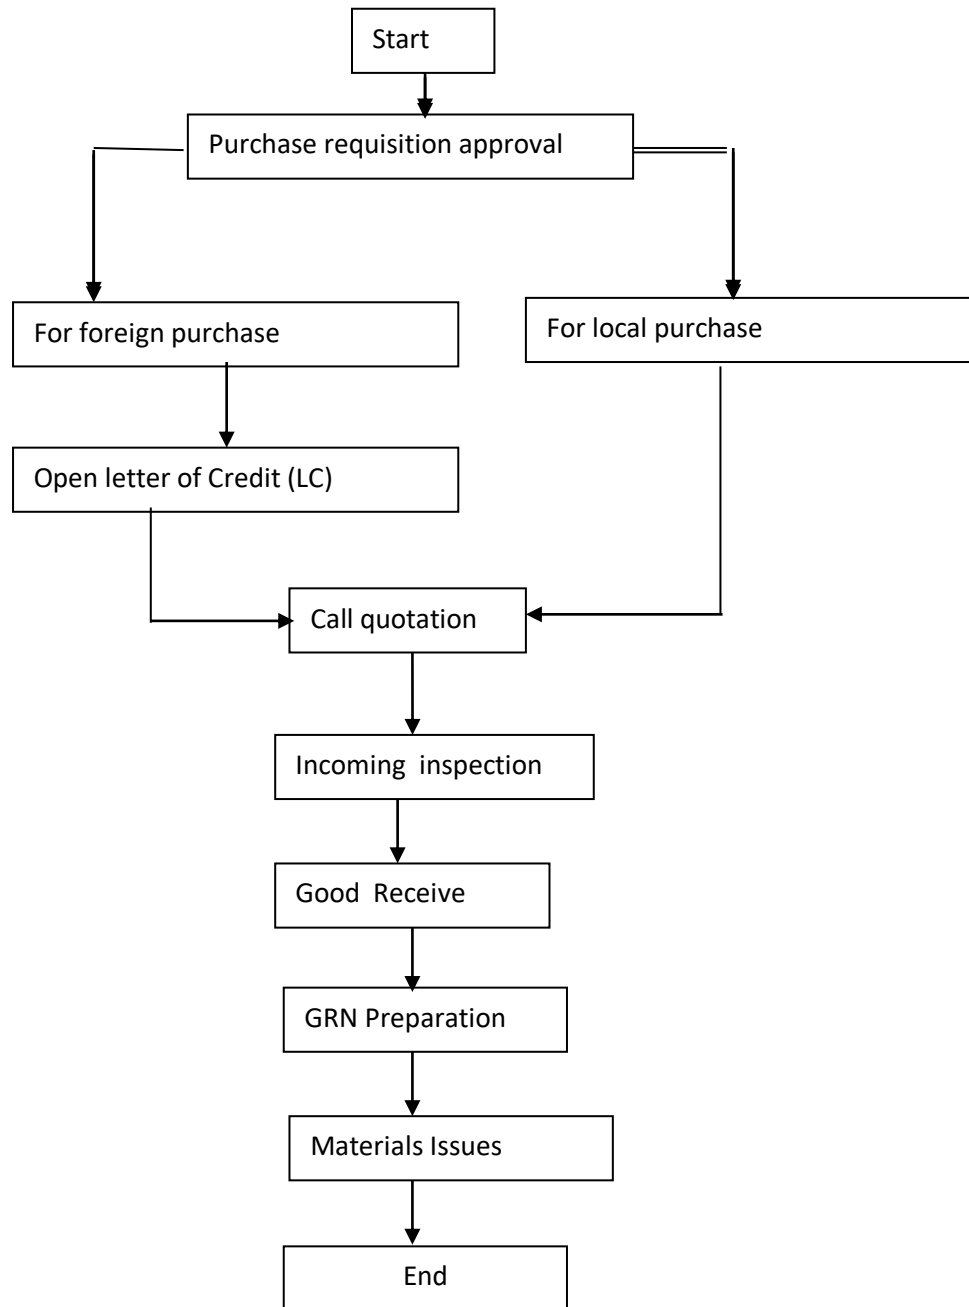 Start
Purchase requisition approval
For foreign purchase
For local purchase
Open letter of Credit (LC)
Call quotation
Incoming  inspection
Good  Receive
GRN Preparation
Materials Issues
End